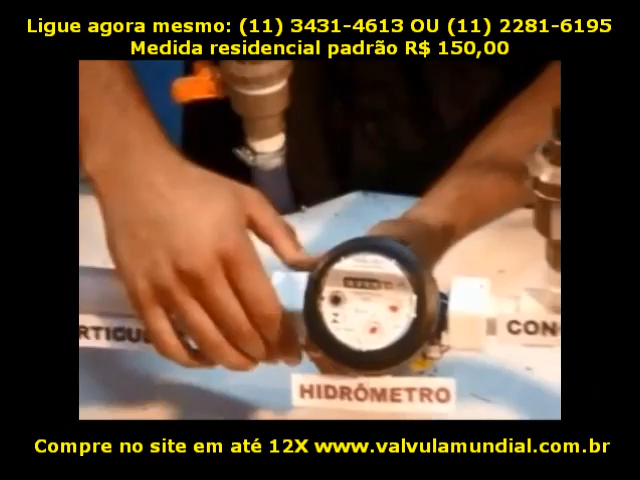 Ligue agora mesmo: (11) 3431-4613 OU (11) 2281-6195
Medida residencial padrão R$ 150,00
HIDRÔMETRO
Compre no site em até 12X www.valvulamundial.com.br